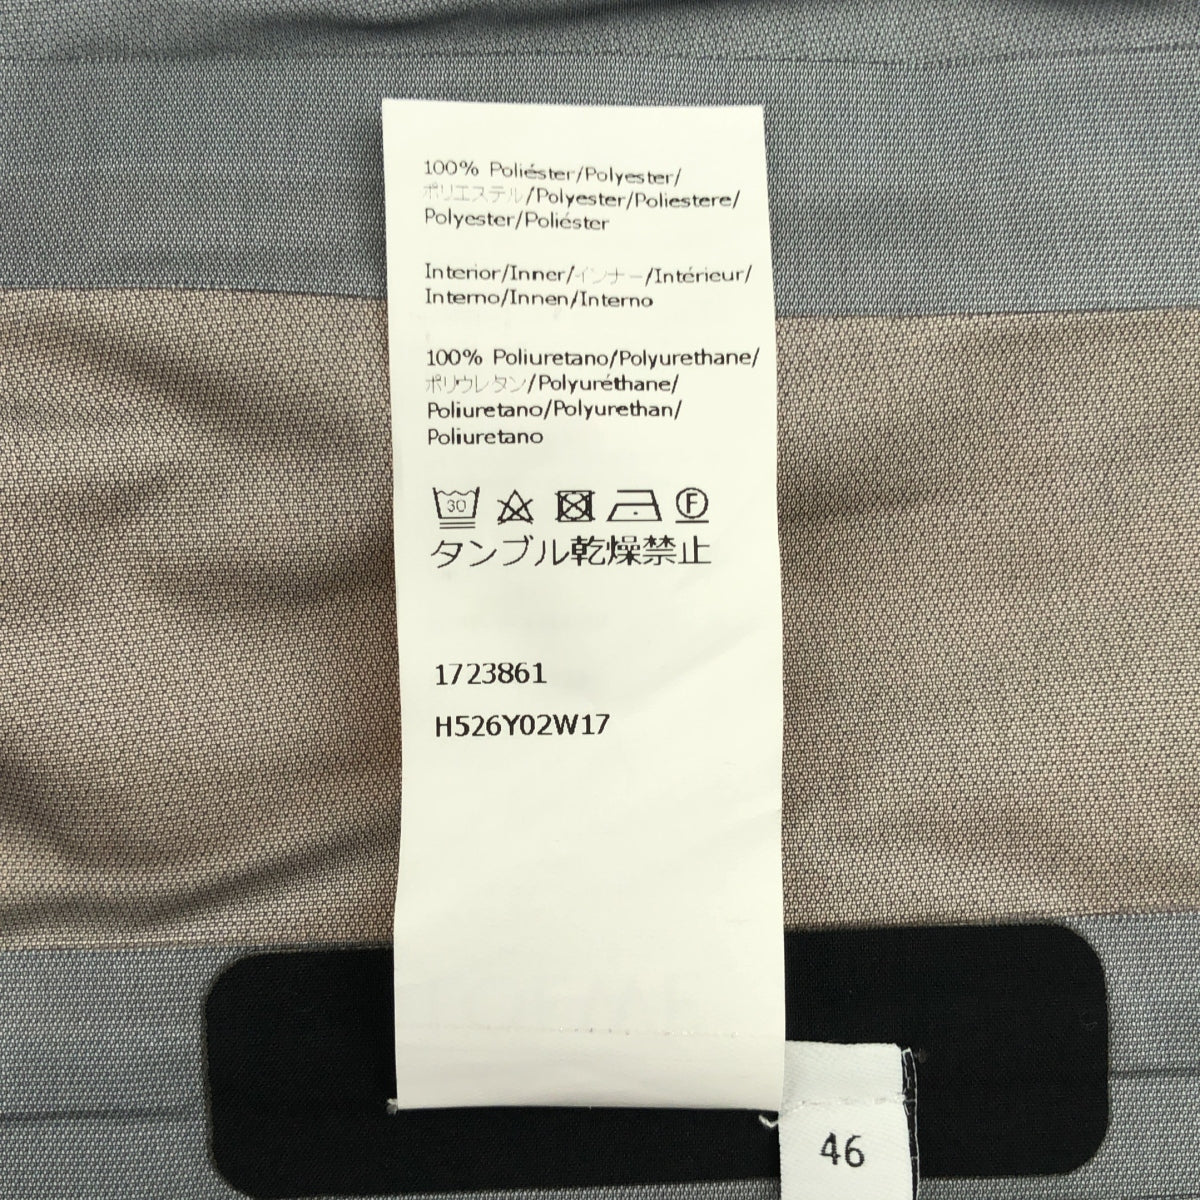 100% Poliéster/Polyester/
ポリエステル/Polyester/Poliestere/
Polyester/Poliéster
Interior/Inner/インナー/Intérieur/
Interno/Innen/Interno
100% Poliuretano/Polyurethane/
ポリウレタン/Polyuréthane/
Poliuretano/Polyurethan/
Poliuretano
30 F
タンブル乾燥禁止
1723861
H526Y02W17
46